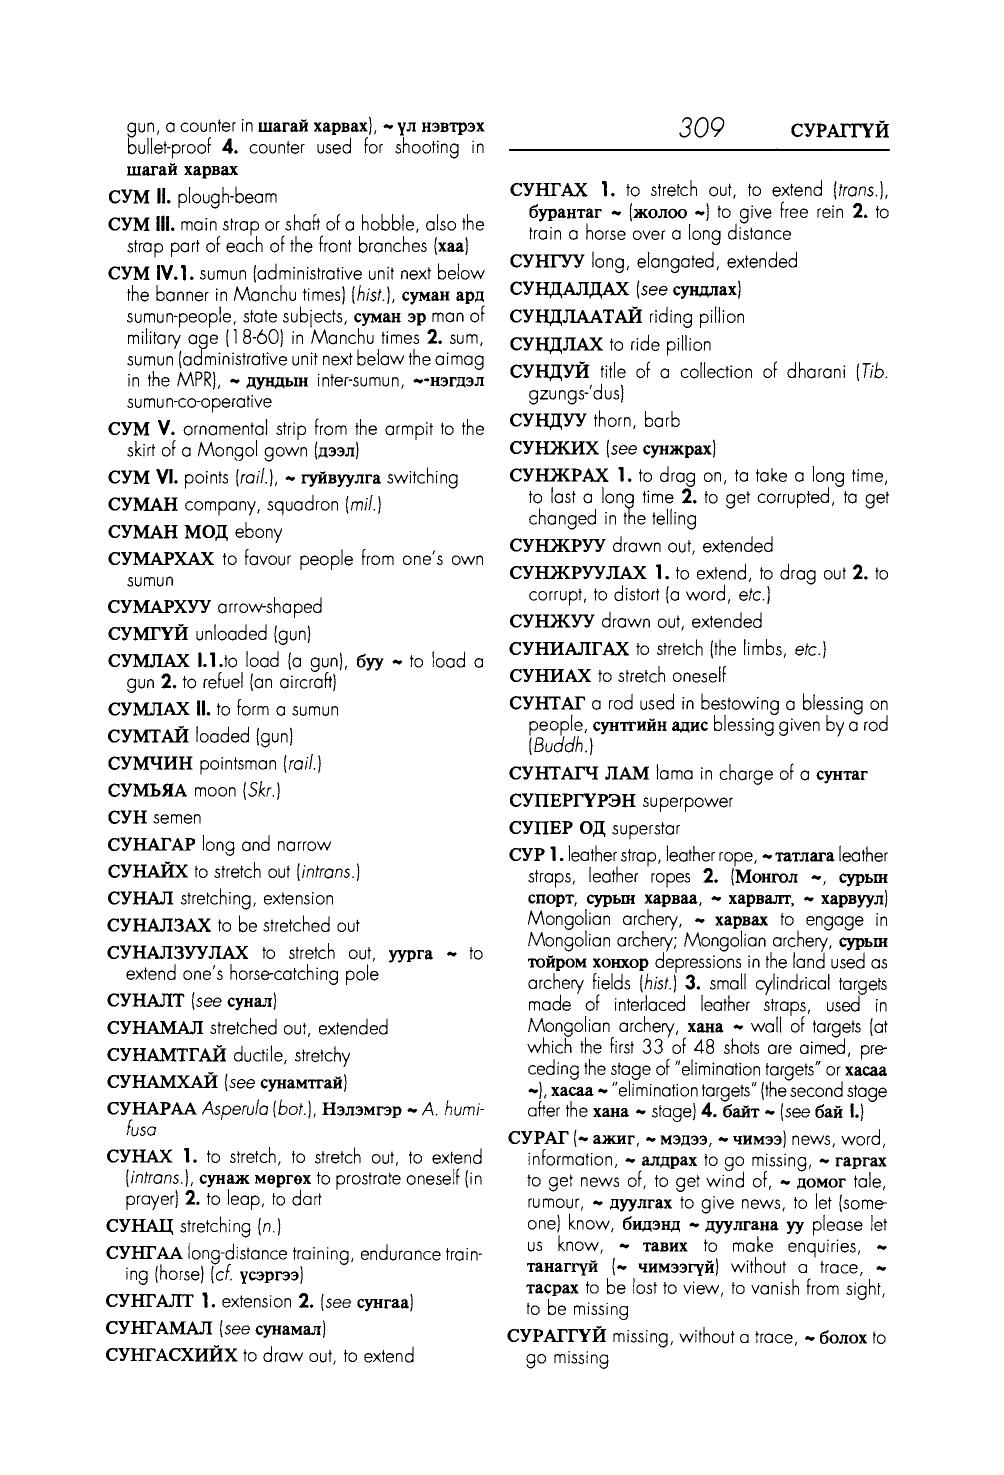 gun, a counter in шагай харвах), ~ үл нэвтрэх
bullet-proof 4. counter used for shooting in
шагай харвах
СУМ II. plough-beam
СУМ III. main strap or shaft of a hobble, also the
strap part of each of the front branches (хаа)
СУМ IV.1. sumun (administrative unit next below
the banner in Manchu times) (hist.), суман ард
sumun-people, state subjects, суман эр man of
military age (18-60) in Manchu times 2. sum,
sumun (administrative unit next below the aimag
in the MPR), ~ дундын inter-sumun, ~-нэгдэл
sumun-co-operative
СУМ V. ornamental strip from the armpit to the
skirt of a Mongol gown (дээл)
СУМ VI. points (rail.), ~ гуйвуулга switching
СУМАН company, squadron (mil.)
СУМАН МОД ebony
СУМАРХАХ to favour people from one's own
sumun
СУМАРХУУ arrow-shaped
СУМГҮЙ unloaded (gun)
СУМЛАХ I.1.to load (a gun), буу ~ to load a
gun 2. to refuel (an aircraft)
СУМЛАХ II. to form a sumun
СУМТАЙ loaded (gun)
СУМЧИН pointsman (rail.)
СУМЬЯА moon (Skr.)
СУН semen
СУНАГАР long and narrow
СУНАЙХ to stretch out (intrans.)
СУНАЛ stretching, extension
СУНАЛЗАХ to be stretched out
СУНАЛЗУУЛАХ to stretch out, уурга ~ to
extend one's horse-catching pole
СУНАЛТ (see сунал)
СУНАМАЛ stretched out, extended
СУНАМТГАЙ ductile, stretchy
СУНАМХАЙ (see сунамтгай)
СУНАРАА Asperula (bot.), Нэлэмгэр ~ A. humi-
fusa
СУНАХ 1. to stretch, to stretch out, to extend
(intrans.), сунаж мөргөх to prostrate oneself (in
prayer) 2. to leap, to dart
СУНАЦ stretching (n.)
СУНГАА long-distance training, endurance train-
ing (horse) (cf. үсэргээ)
СУНГАЛТ 1. extension 2. (see сунгаа)
СУНГАМАЛ (see сунамал)
СУНГАСХИЙХ to draw out, to extend
309 СУРАГГҮЙ
СУНГАХ 1. to stretch out, to extend (trans.),
бурантаг ~ (жолоо ~) to give free rein 2. to
train a horse over a long distance
СУНГУУ long, elangated, extended
СУНДАЛДАХ (see сундлах)
СУНДЛААТАЙ riding pillion
СУНДЛАХ to ride pillion
СУНДУЙ title of a collection of dharani (Tib.
gzungs-'dus)
СУНДУУ thorn, barb
СУНЖИХ (see сунжрах)
СУНЖРАХ 1. to drag on, ta take a long time,
to last a long time 2. to get corrupted, ta get
changed in the telling
СУНЖРУУ drawn out, extended
СУНЖРУУЛАХ 1. to extend, to drag out 2. to
corrupt, to distort (a word, etc.)
СУНЖУУ drawn out, extended
СУНИАЛГАХ to stretch (the limbs, etc.)
СУНИАХ to stretch oneself
СУНТАГ a rod used in bestowing a blessing on
people, сунтгийн адис blessing given by a rod
(Buddh.)
СУНТАГЧ ЛАМ lama in charge of a сунтаг
СУПЕРГҮРЭН superpower
СУПЕР ОД superstar
СУР 1. leather strap, leather rope, ~ татлага leather
straps, leather ropes 2. (Монгол ~, сурын
спорт, сурын харваа, ~ харвалт, ~ харвуул)
Mongolian archery, ~ харвах to engage in
Mongolian archery; Mongolian archery, сурын
тойром хонхор depressions in the land used as
archery fields (hist.) 3. small cylindrical targets
made of interlaced leather straps, used in
Mongolian archery, хана ~ wall of targets (at
which the first 33 of 48 shots are aimed, pre-
ceding the stage of "elimination targets" or хасаа
~), хасаа ~ "elimination targets" (the second stage
after the хана ~ stage) 4. байт ~ (see бай I.)
СУРАГ (~ ажиг, ~ мэдээ, ~ чимээ) news, word,
information, ~ алдрах to go missing, ~ гаргах
to get news of, to get wind of, ~ домог tale,
rumour, ~ дуулгах to give news, to let (some-
one) know, бидэнд ~ дуулгана уу please let
us know, ~ тавих to make enquiries, ~
танаггүй (~ чимээгүй) without a trace, ~
тасрах to be lost to view, to vanish from sight,
to be missing
СУРАГГҮЙ missing, without a trace, ~ болох to
go missing